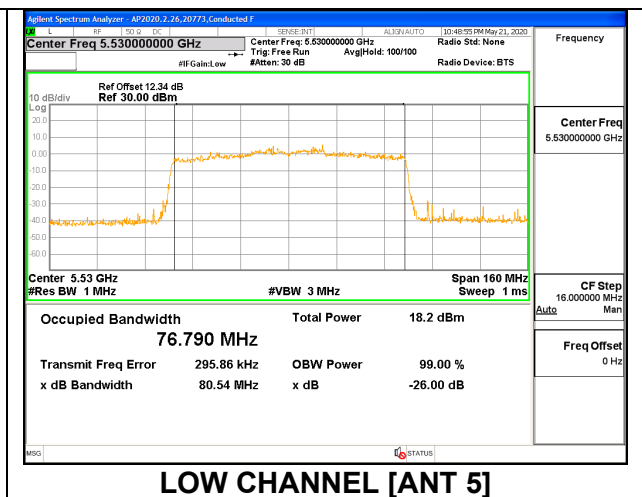 Agilent Spectrum Analyzer - AP2020.2.26,20773,Conducted F
LXI L RF 50 Ω DC SENSE:INT ALIGN AUTO 10:48:55 PM May 21, 2020
Center Freq 5.530000000 GHz
Center Freq: 5.530000000 GHz
Radio Std: None
Trig: Free Run Avg|Hold: 100/100
#IFGain:Low #Atten: 30 dB Radio Device: BTS
Frequency
Ref Offset 12.34 dB
10 dB/div Ref 30.00 dBm
Log
20.0
10.0
0.00
-10.0
-20.0
-30.0
-40.0
-50.0
-60.0
Center 5.53 GHz Span 160 MHz
#Res BW 1 MHz #VBW 3 MHz Sweep 1 ms
Occupied Bandwidth Total Power 18.2 dBm
76.790 MHz
Transmit Freq Error 295.86 kHz OBW Power 99.00 %
x dB Bandwidth 80.54 MHz x dB -26.00 dB
Center Freq
5.530000000 GHz
CF Step
16.000000 MHz
Auto Man
Freq Offset
0 Hz
MSG STATUS
LOW CHANNEL [ANT 5]